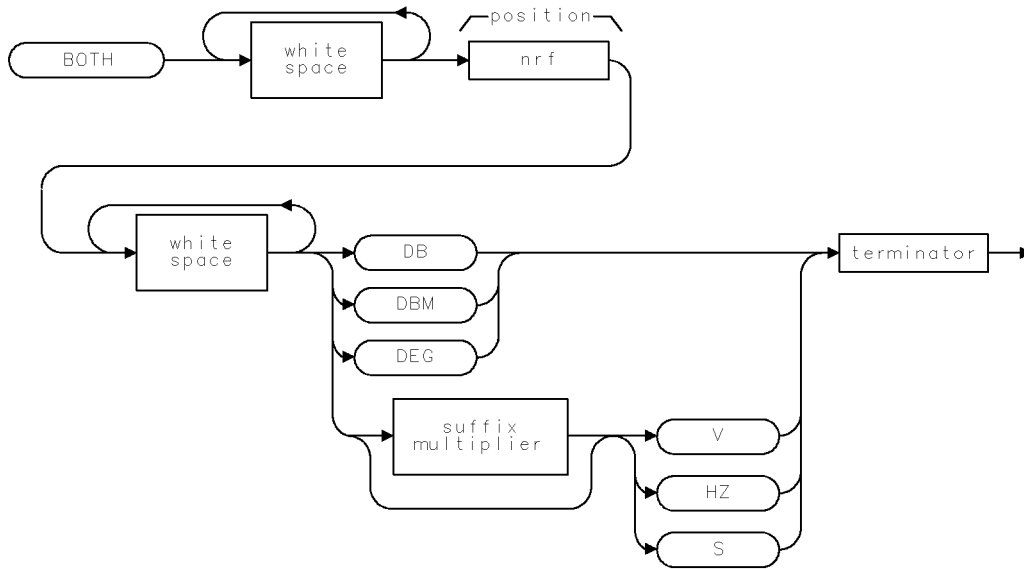 position
BOTH
white
space
nrf
white
space
DB
terminator
DBM
DEG
suffix
multiplier
V
HZ
S